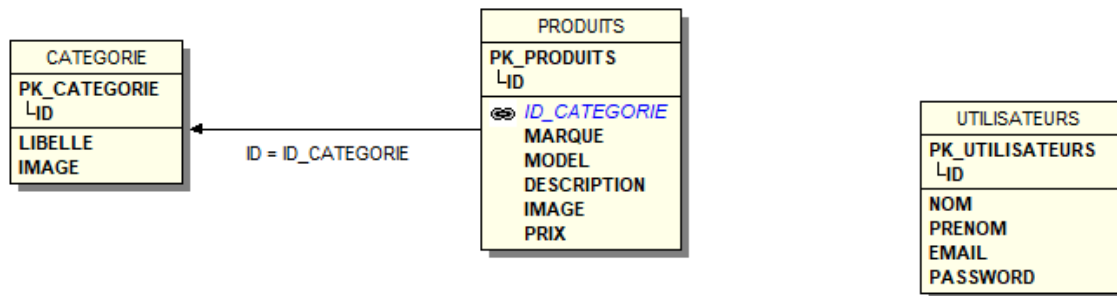 CATEGORIE
PK_CATEGORIE
ID
LIBELLE
IMAGE
ID = ID_CATEGORIE
PRODUITS
PK_PRODUITS
ID
ID_CATEGORIE
MARQUE
MODEL
DESCRIPTION
IMAGE
PRIX
UTILISATEURS
PK_UTILISATEURS
ID
NOM
PRENOM
EMAIL
PASSWORD